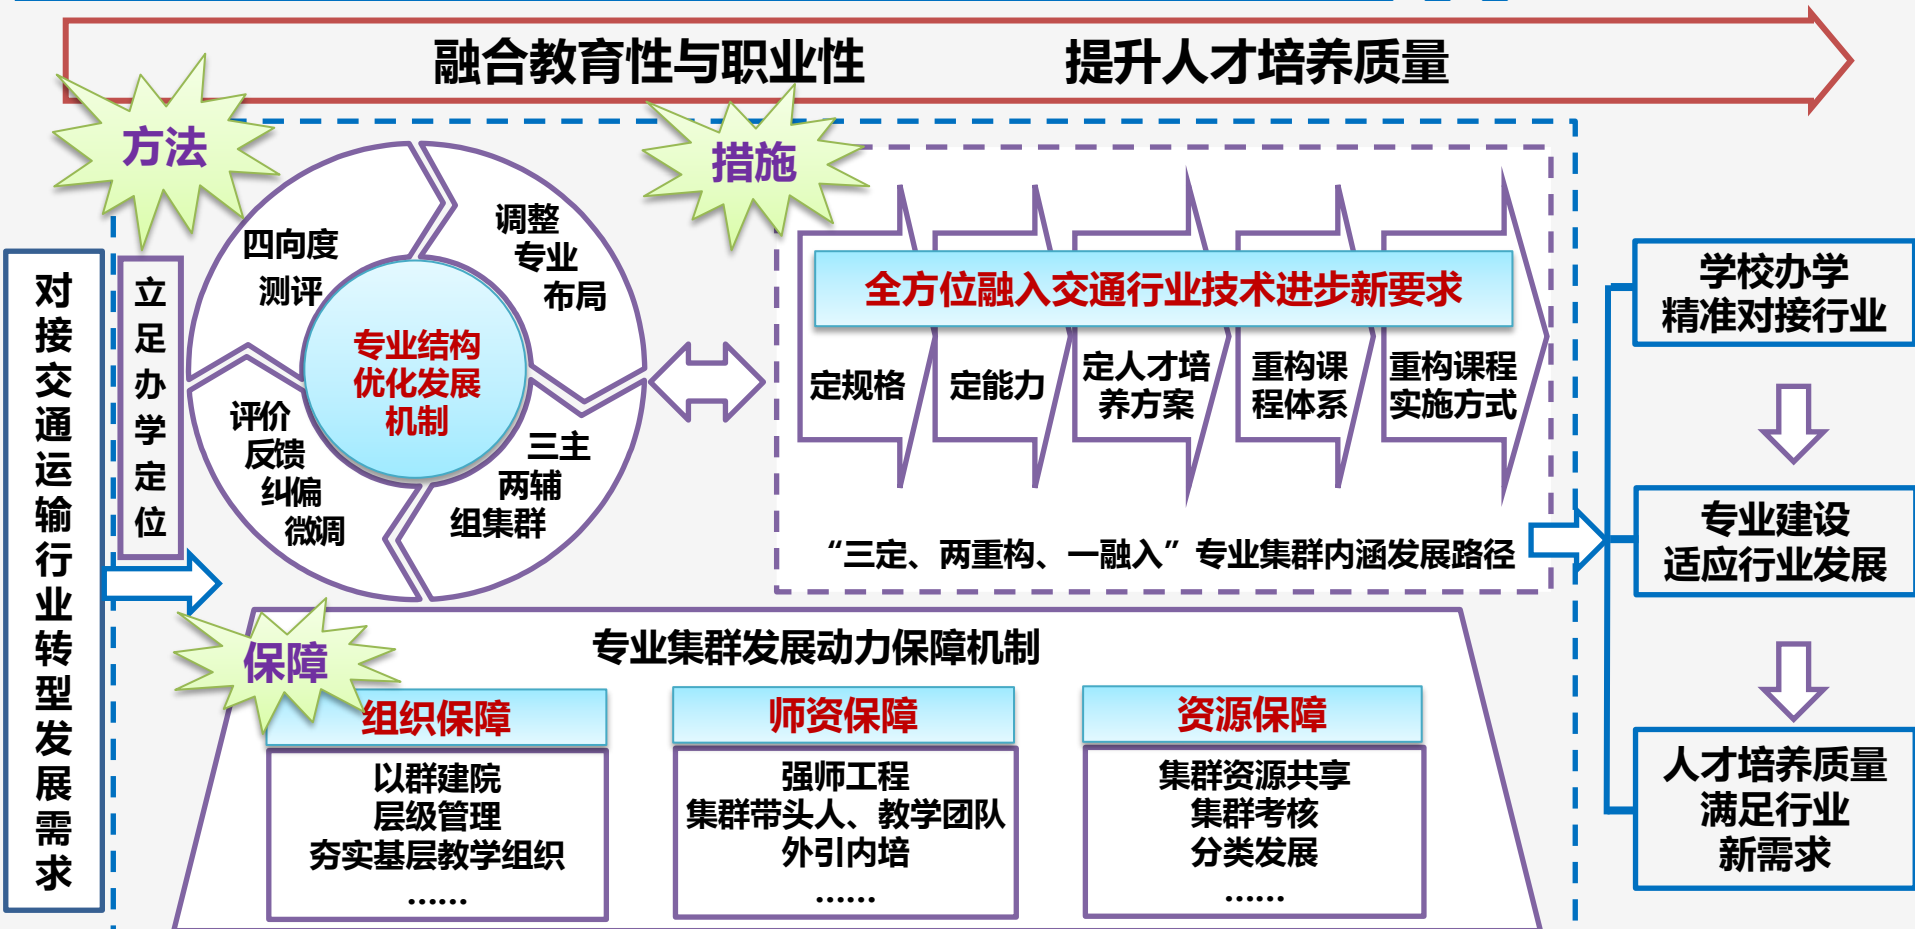 融合教育性与职业性 提升人才培养质量
方法
措施
对接交通运输行业转型发展需求
立足办学定位
四向度
测评
调整
专业
布局
专业结构
优化发展
机制
评价
反馈
纠偏
微调
三主
两辅
组集群
全方位融入交通行业技术进步新要求
定规格
定能力
定人才培
养方案
重构课
程体系
重构课程
实施方式
“三定、两重构、一融入”专业集群内涵发展路径
学校办学
精准对接行业
专业建设
适应行业发展
人才培养质量
满足行业
新需求
保障
专业集群发展动力保障机制
组织保障
以群建院
层级管理
夯实基层教学组织
……
师资保障
强师工程
集群带头人、教学团队
外引内培
……
资源保障
集群资源共享
集群考核
分类发展
……